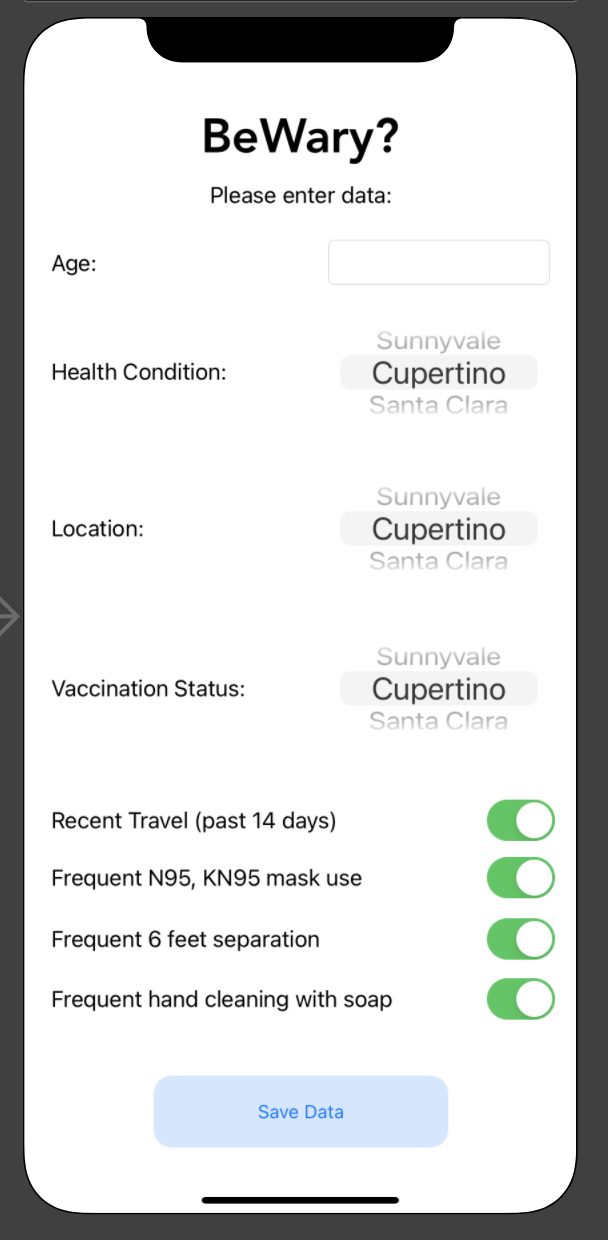 BeWary?
Please enter data:
Age:
Sunnyvale
Health Condition: Cupertino
Santa Clara
Sunnyvale
Location: Cupertino
Santa Clara
Sunnyvale
Vaccination Status: Cupertino
Santa Clara
Recent Travel (past 14 days)
Frequent N95, KN95 mask use
Frequent 6 feet separation
Frequent hand cleaning with soap
Save Data